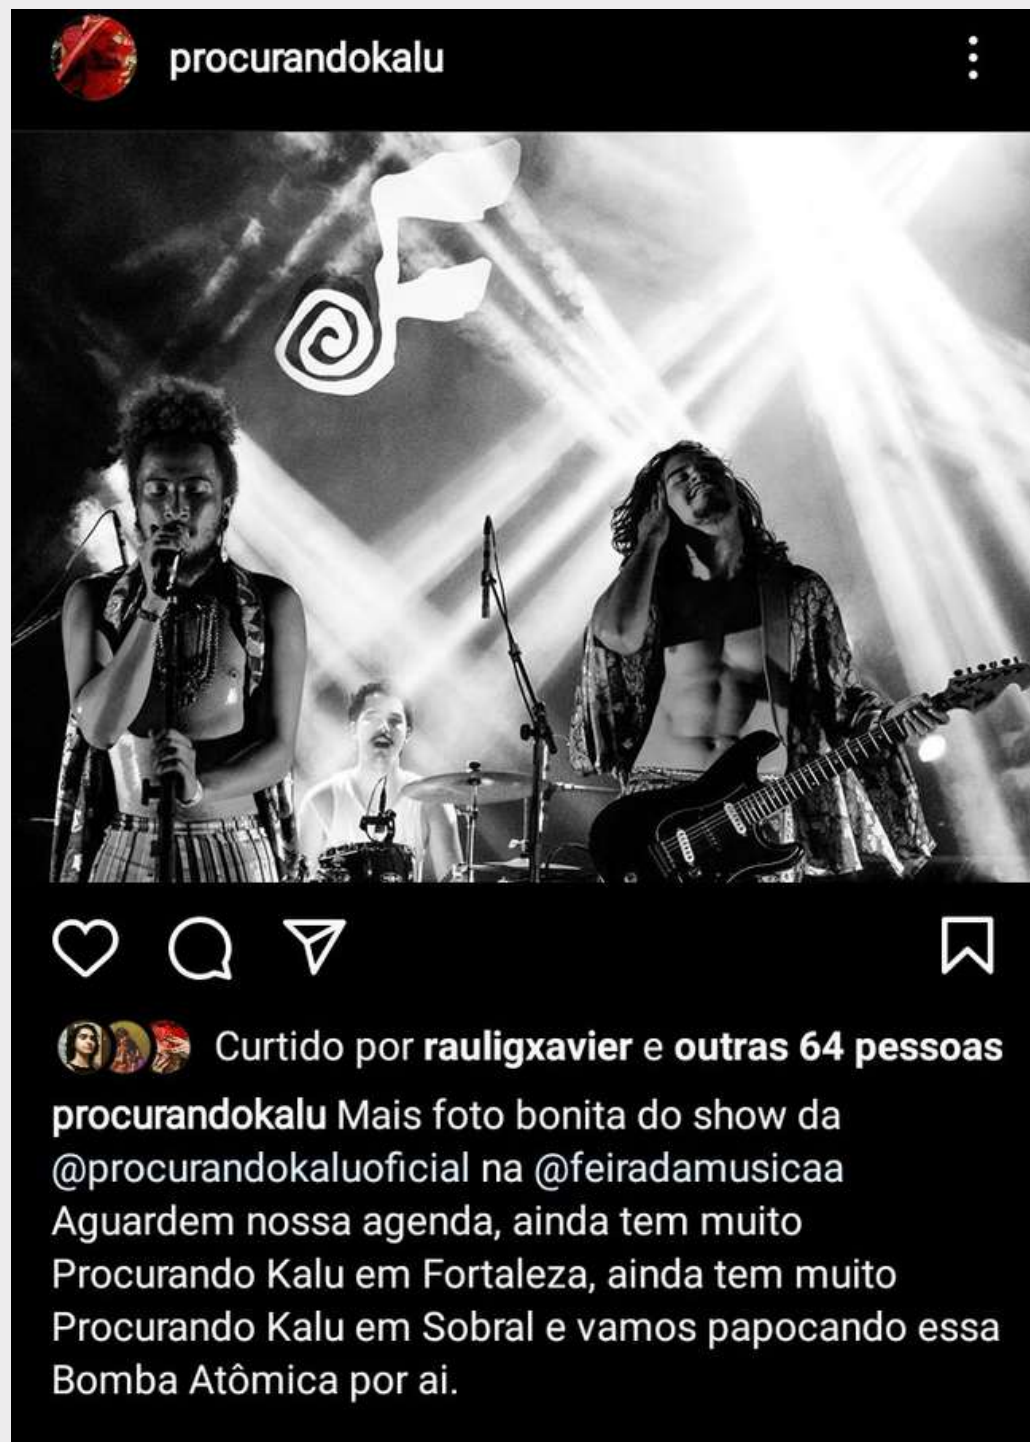 procurandokalu
Curtido por rauligxavier e outras 64 pessoas
procurandokalu Mais foto bonita do show da
@procurandokaluoficial na @feiradamusicaa
Aguardem nossa agenda, ainda tem muito
Procurando Kalu em Fortaleza, ainda tem muito
Procurando Kalu em Sobral e vamos papocando essa
Bomba Atômica por ai.